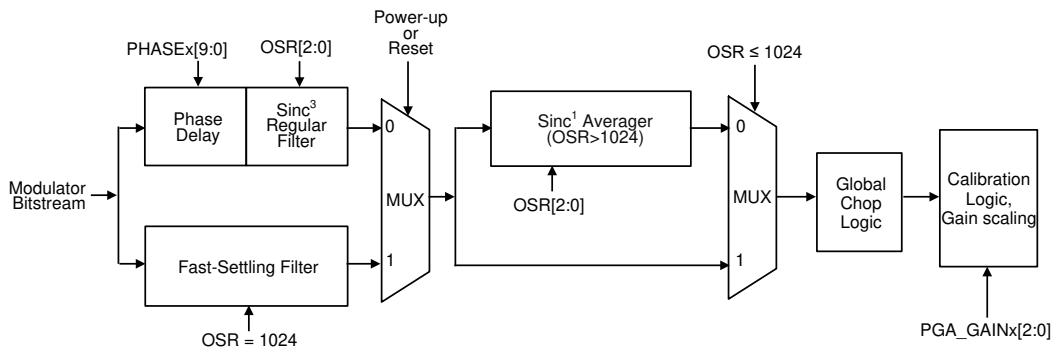 Power-up
or
Reset
PHASEx[9:0]
OSR[2:0]
OSR ≤ 1024
Phase
Delay
Sinc³
Regular
Filter
0
Sinc¹ Averager
(OSR>1024)
0
Modulator
Bitstream
MUX
OSR[2:0]
MUX
Global
Chop
Logic
Calibration
Logic,
Gain scaling
Fast-Settling Filter
1
1
OSR = 1024
PGA_GAINx[2:0]